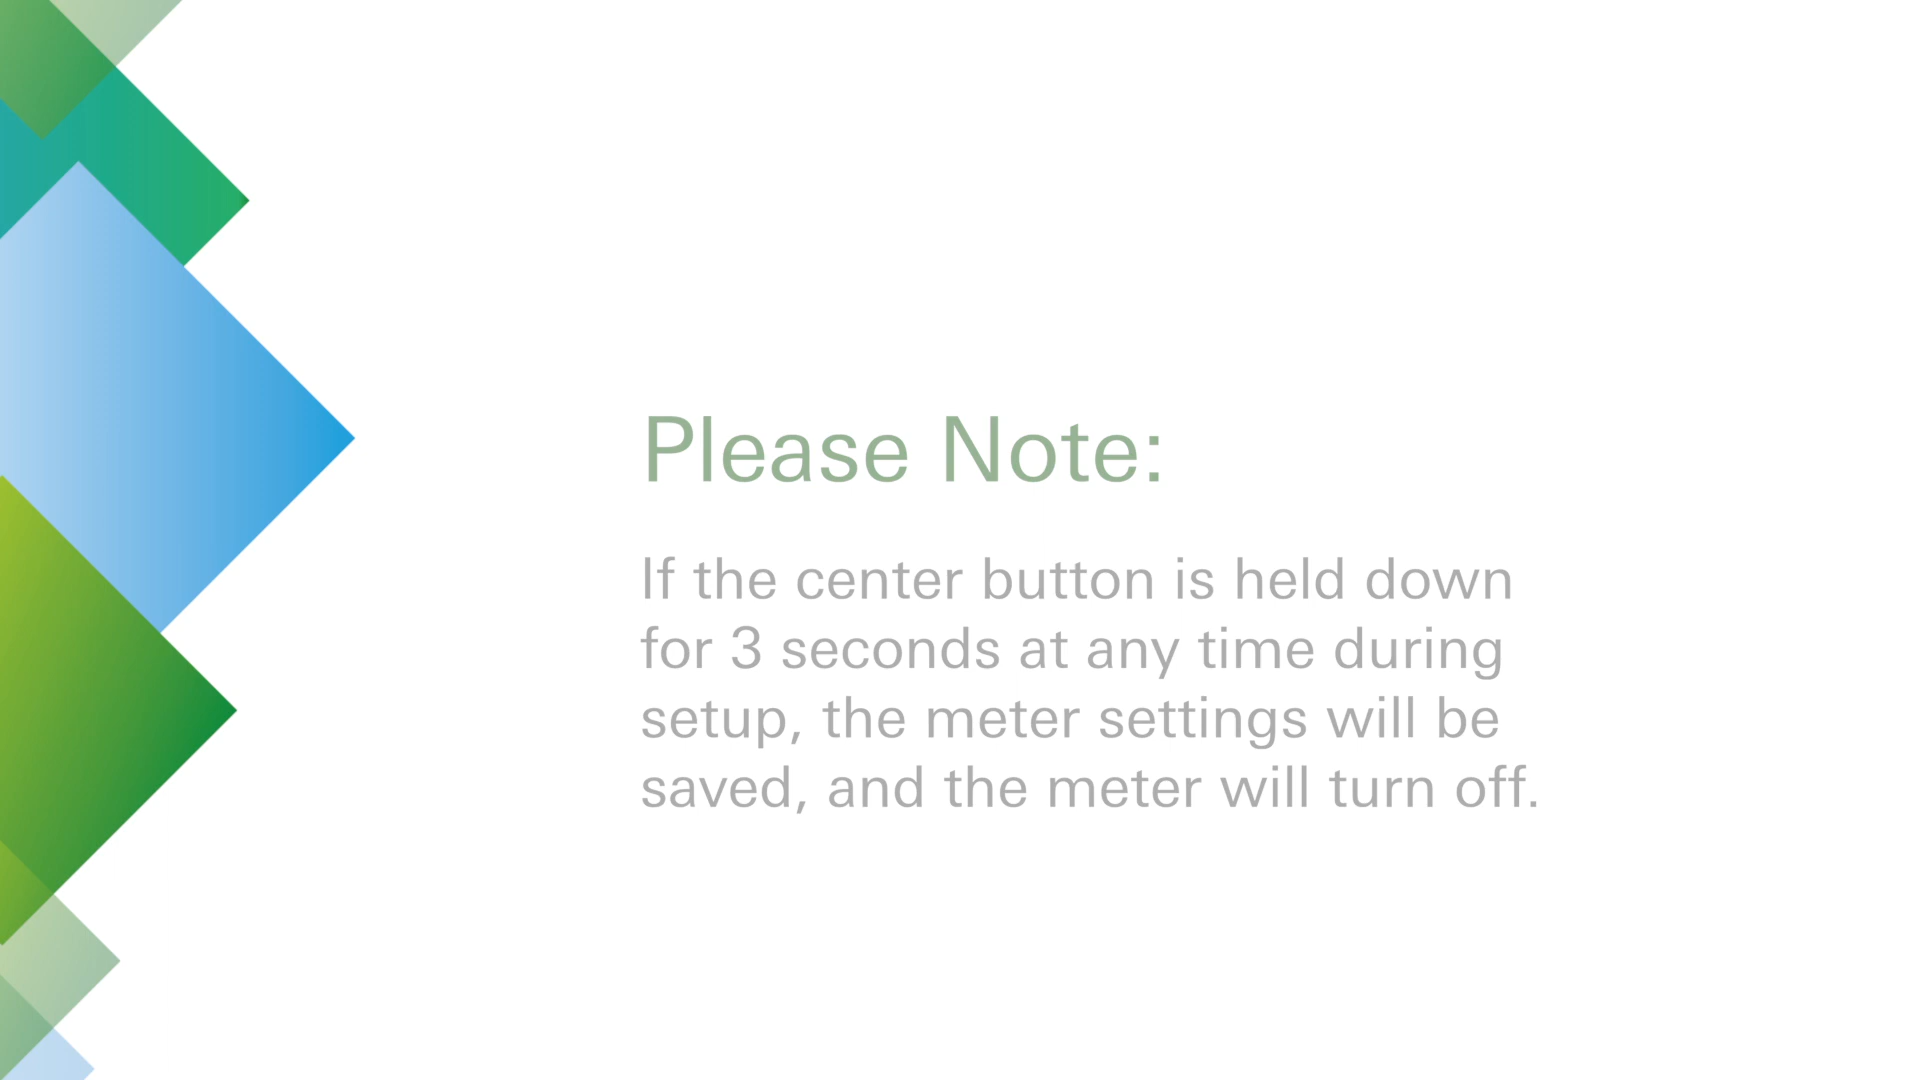 Please Note:
If the center button is held down
for 3 seconds at any time during
setup, the meter settings will be
saved, and the meter will turn off.